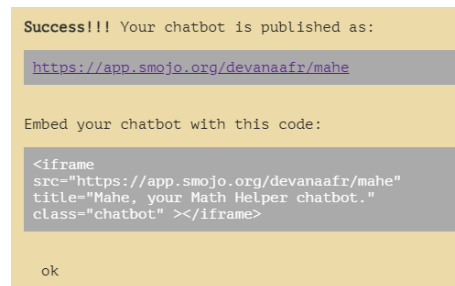 Success!!! Your chatbot is published as:
https://app.smojo.org/devanaafr/mahe
Embed your chatbot with this code:
<iframe
src="https://app.smojo.org/devanaafr/mahe"
title="Mahe, your Math Helper chatbot."
class="chatbot" ></iframe>
ok